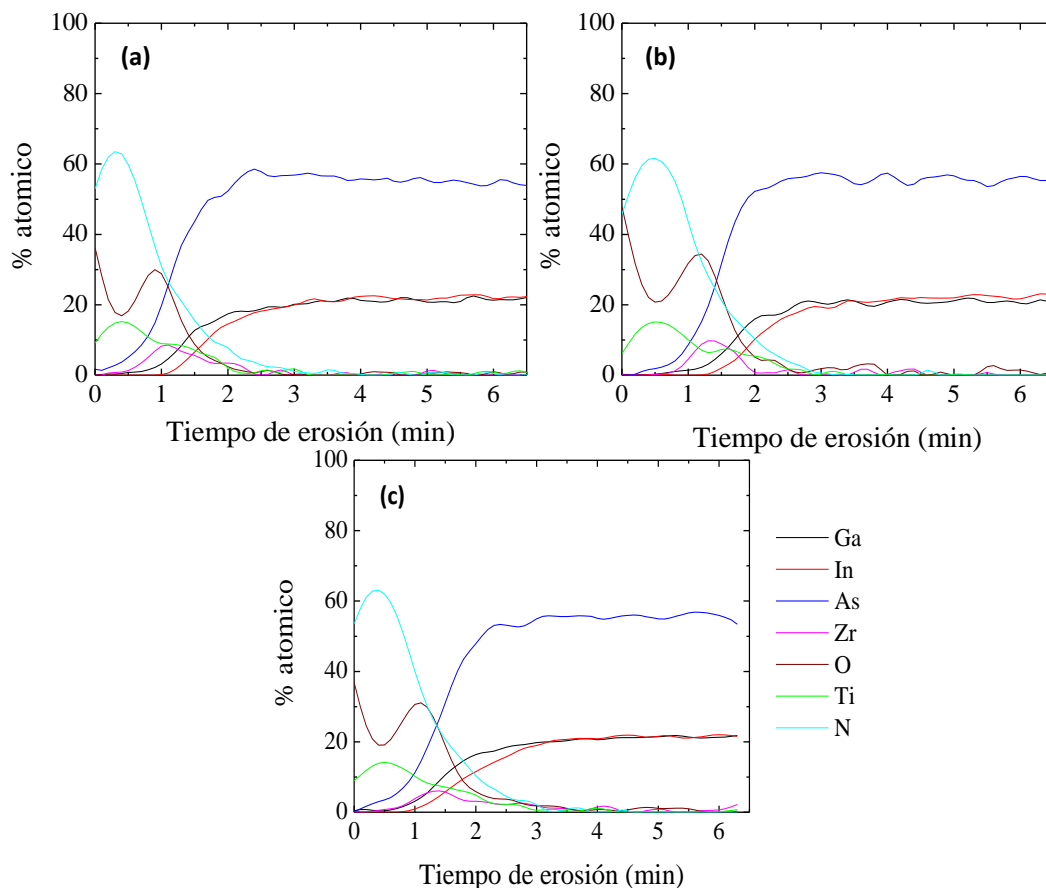 (a)
100
80
60
40
20
0
% atomico
0 1 2 3 4 5 6
Tiempo de erosión (min)
(b)
100
80
60
40
20
0
% atomico
0 1 2 3 4 5 6
Tiempo de erosión (min)
(c)
100
80
60
40
20
0
% atomico
0 1 2 3 4 5 6
Tiempo de erosión (min)
Ga
In
As
Zr
O
Ti
N